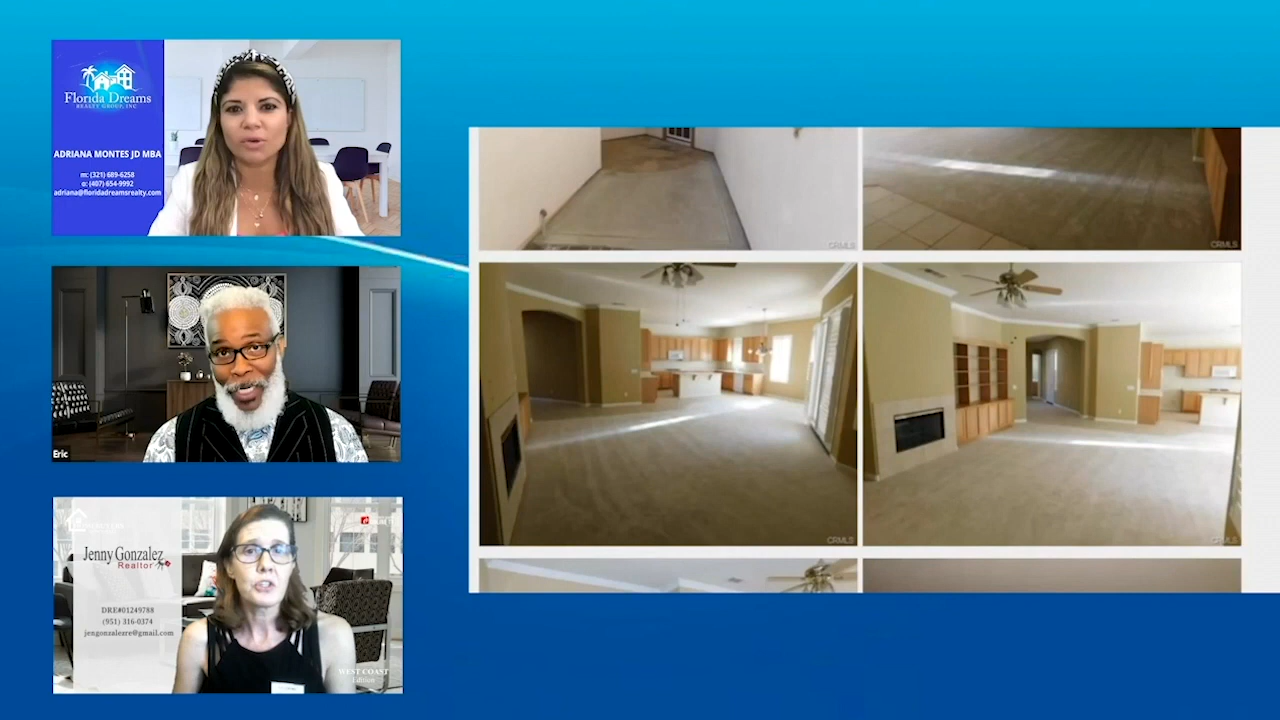 Florida Dreams
REALTY GROUP, INC
ADRIANA MONTES JD MBA
m: (321) 689-6258
o: (407) 654-9992
adriana@floridadreamsrealty.com
Eric
Jenny Gonzalez
Realtor
DRE#01249788
(951) 316-0374
jengonzalezre@gmail.com
WEST COAST
Edition
CRMLS
CRMLS
CRMLS
CRMLS